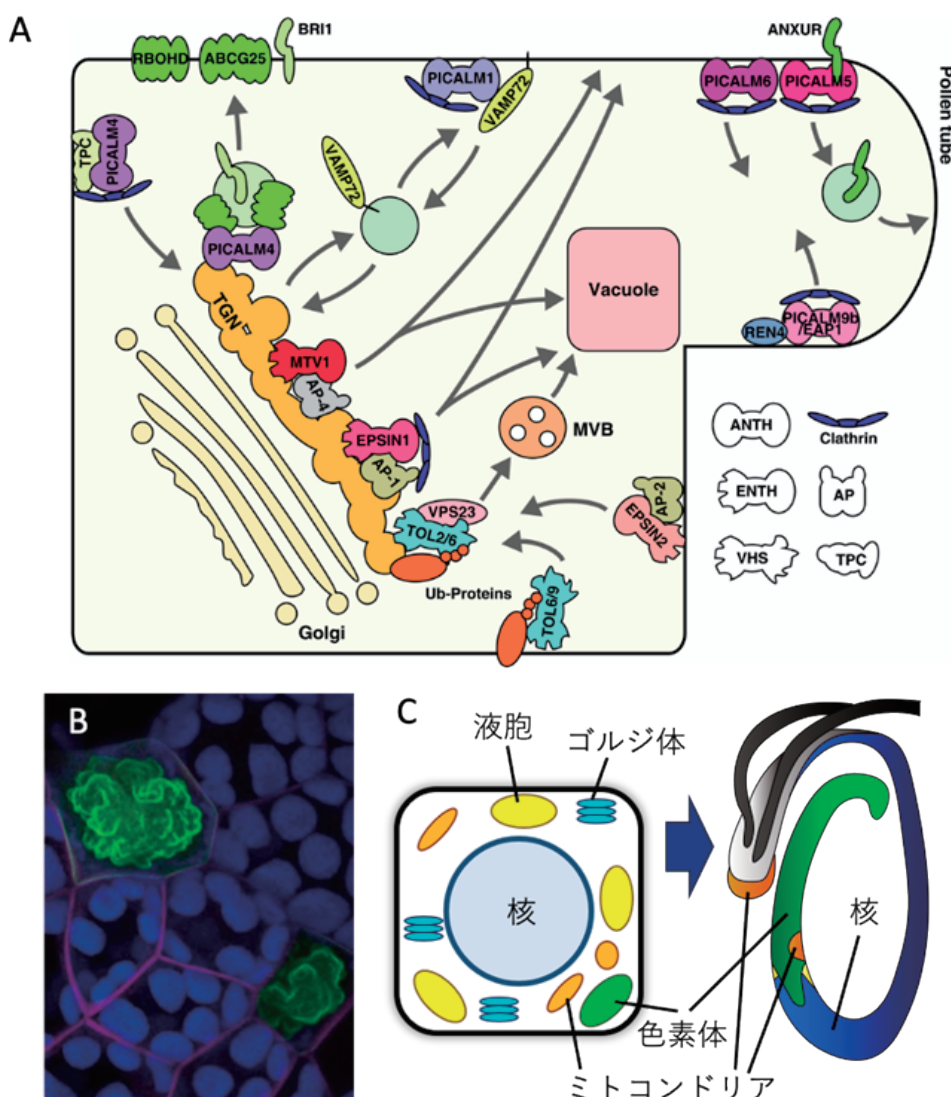 A
RBOHD
ABCG25
BRI1
PICALM1
VAMP72
ANXUR
PICALM6
PICALM5
Pollen tube
TPC
PICALM4
VAMP72
PICALM4
TGN
Vacuole
MTV1
AP-4
REN4
PICALM9b
/EAP1
EPSIN1
AP-1
MVB
VPS23
TOL2/6
AP-2
EPSIN2
Ub-Proteins
TOL6/9
Golgi
ANTH
Clathrin
ENTH
AP
VHS
TPC
B
C
液胞
ゴルジ体
核
核
色素体
ミトコンドリア